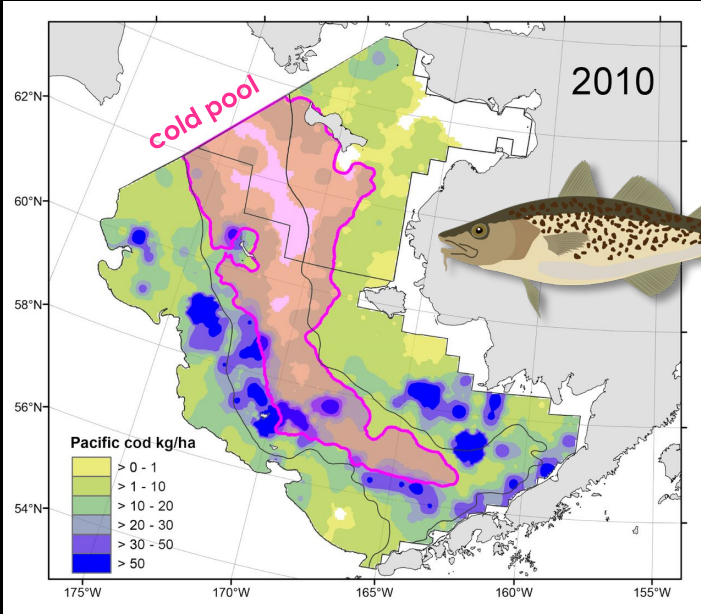 2010
cold pool
62°N
60°N
58°N
56°N
54°N
Pacific cod kg/ha
> 0 - 1
> 1 - 10
> 10 - 20
> 20 - 30
> 30 - 50
> 50
175°W
170°W
165°W
160°W
155°W